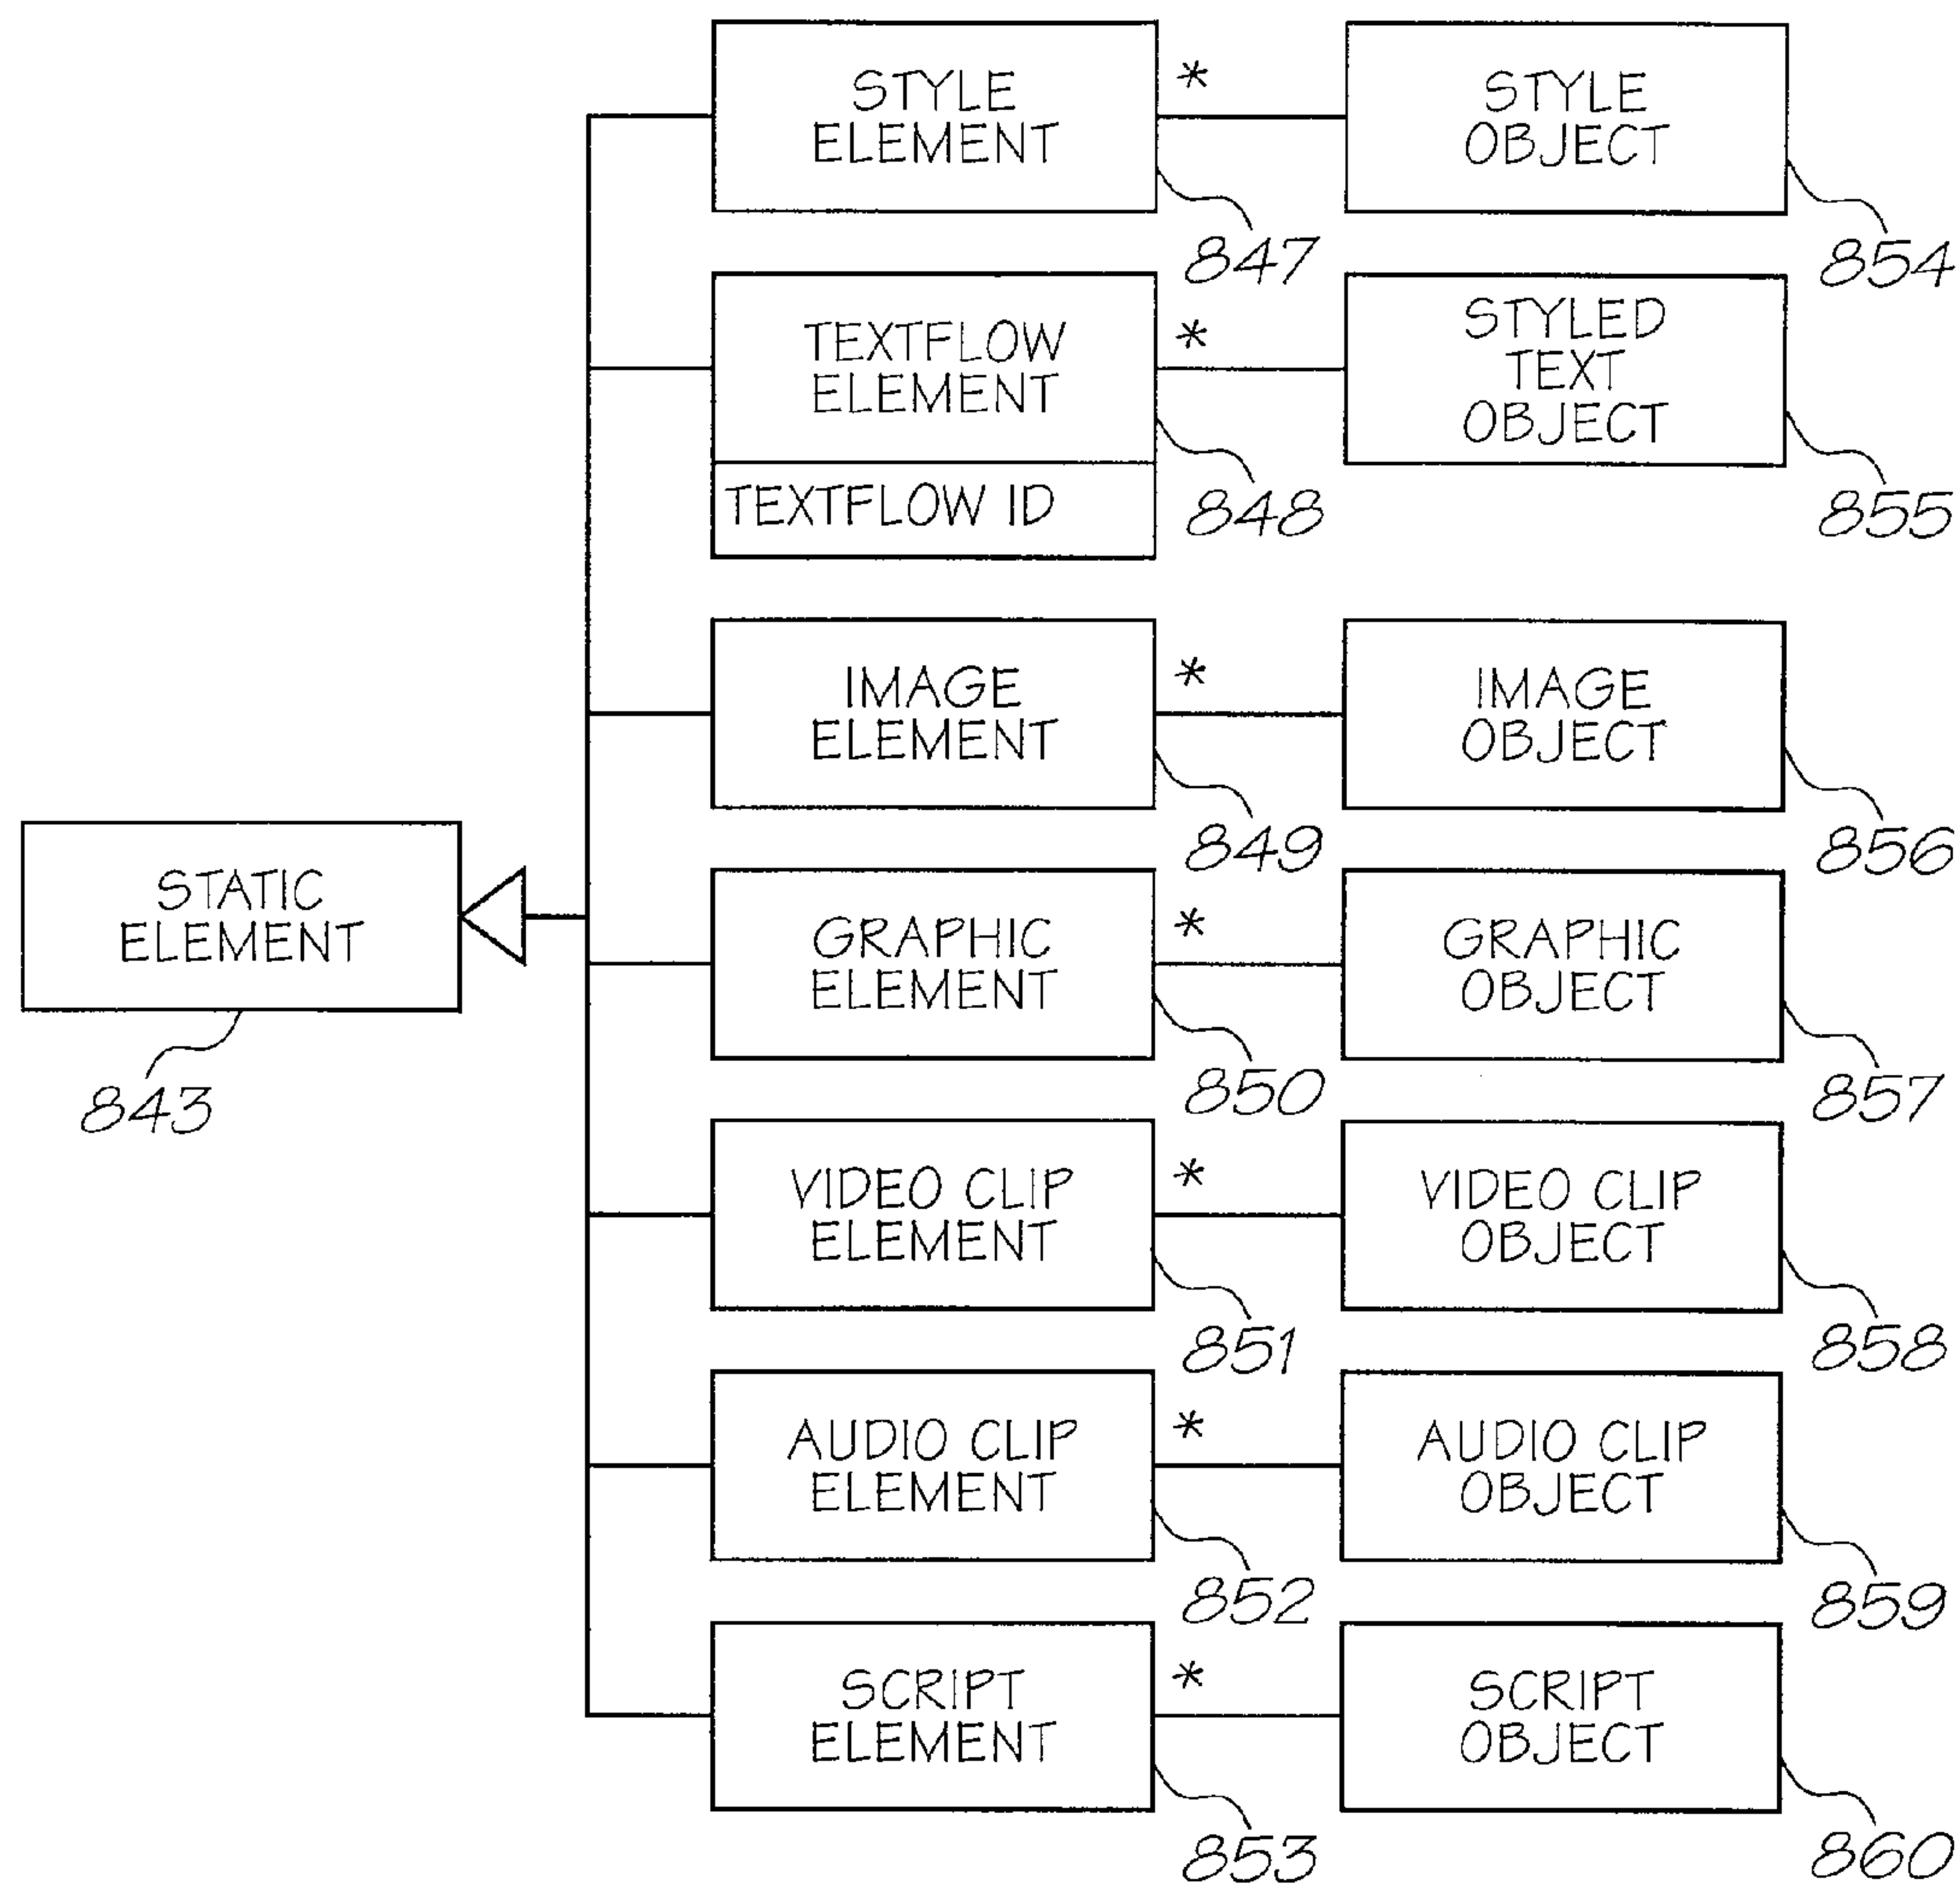 STYLE
ELEMENT
*
STYLE
OBJECT
847
854
TEXTFLOW
ELEMENT
*
STYLED
TEXT
OBJECT
TEXTFLOW ID
848
855
IMAGE
ELEMENT
*
IMAGE
OBJECT
849
856
STATIC
ELEMENT
843
GRAPHIC
ELEMENT
*
GRAPHIC
OBJECT
850
857
VIDEO CLIP
ELEMENT
*
VIDEO CLIP
OBJECT
851
858
AUDIO CLIP
ELEMENT
*
AUDIO CLIP
OBJECT
852
859
SCRIPT
ELEMENT
*
SCRIPT
OBJECT
853
860